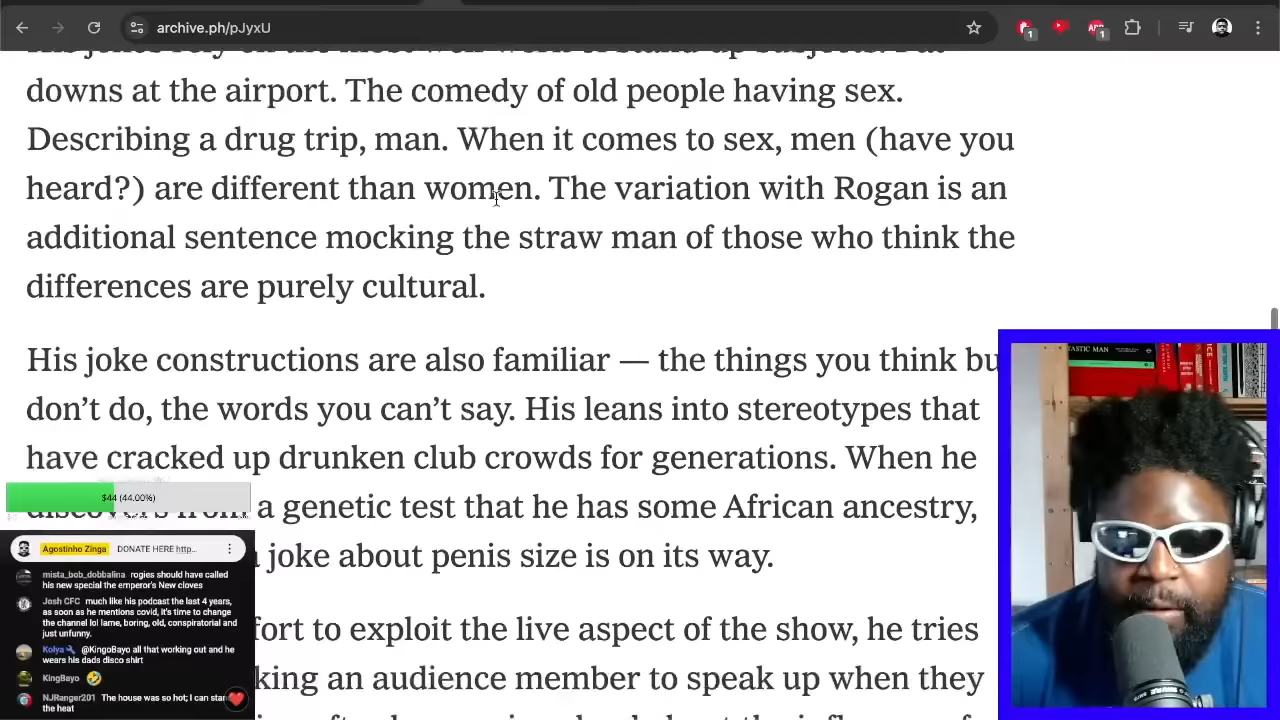 archive.ph/pJyxU
downs at the airport. The comedy of old people having sex.
Describing a drug trip, man. When it comes to sex, men (have you
heard?) are different than women. The variation with Rogan is an
additional sentence mocking the straw man of those who think the
differences are purely cultural.
His joke constructions are also familiar — the things you think bu
don't do, the words you can't say. His leans into stereotypes that
have cracked up drunken club crowds for generations. When he
a genetic test that he has some African ancestry,
joke about penis size is on its way.
fort to exploit the live aspect of the show, he tries
king an audience member to speak up when they
$44 (44.00%)
Agostinho Zinga DONATE HERE http...
mista_bob_dobbalina rogies should have called
his new special the emperor's New cloves
Josh CFC much like his podcast the last 4 years,
as soon as he mentions covid, it's time to change
the channel lol lame, boring, old, conspiratorial and
just unfunny.
Kolya @KingoBayo all that working out and he
wears his dads disco shirt
KingBayo
NJRanger201 The house was so hot; I can stan
the heat
TASTIC MAN